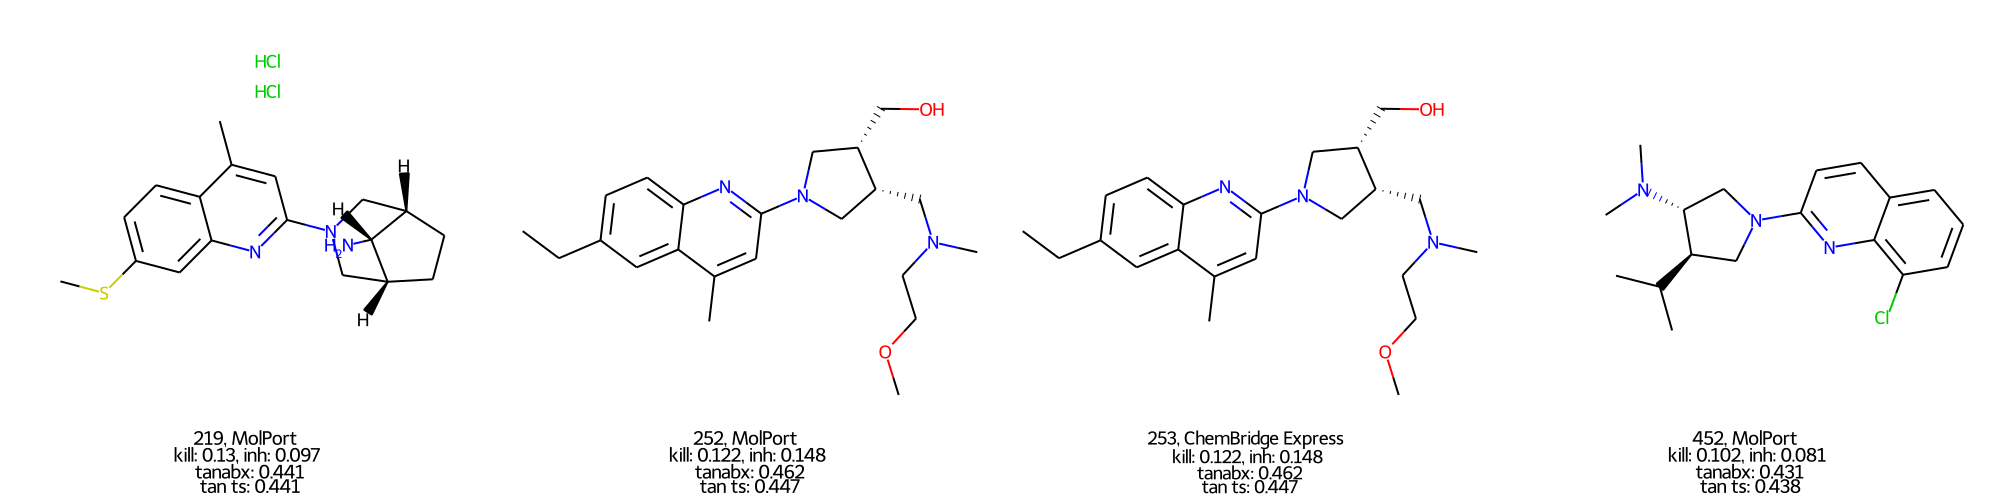 HCl
HCl
H
H
N
H2N
N
H
S
OH
N
N
N
O
OH
N
N
N
O
N
N
N
Cl
219, MolPort
kill: 0.13, inh: 0.097
tanabx: 0.441
tan ts: 0.441
252, MolPort
kill: 0.122, inh: 0.148
tanabx: 0.462
tan ts: 0.447
253, ChemBridge Express
kill: 0.122, inh: 0.148
tanabx: 0.462
tan ts: 0.447
452, MolPort
kill: 0.102, inh: 0.081
tanabx: 0.431
tan ts: 0.438